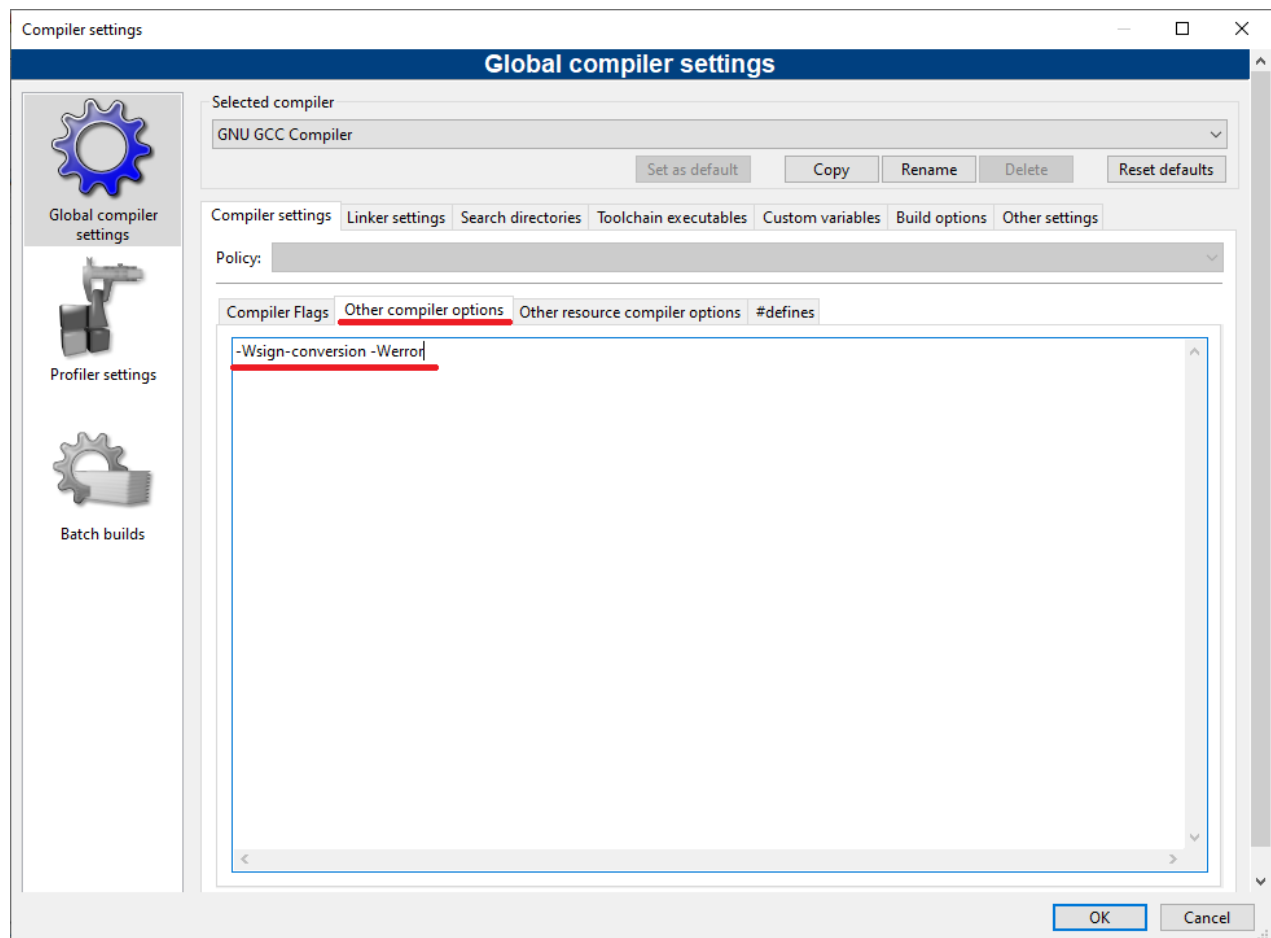 Compiler settings
Global compiler settings
Selected compiler
GNU GCC Compiler
Set as default Copy Rename Delete Reset defaults
Global compiler
settings
Compiler settings Linker settings Search directories Toolchain executables Custom variables Build options Other settings
Policy:
Compiler Flags Other compiler options Other resource compiler options #defines
-Wsign-conversion -Werror
Profiler settings
Batch builds
OK Cancel